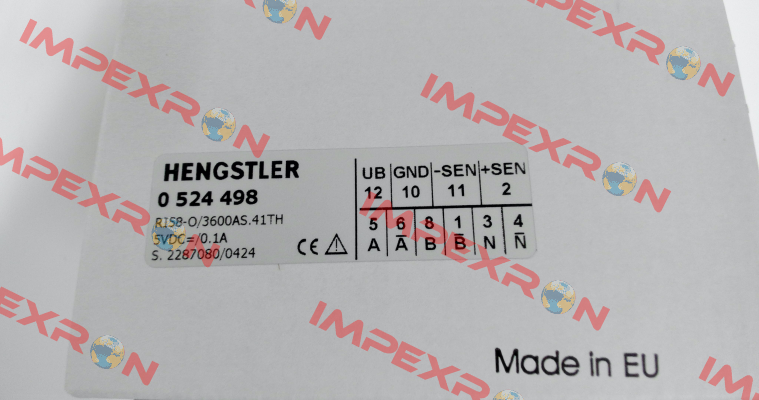 HENGSTLER
0 524 498
RI58-O/3600AS.41TH
5VDC=/0.1A
S. 2287080/0424
CE
UB GND -SEN +SEN
12 10 11 2
5 6 8 1 3 4
A A̅ B B̅ N N̅
Made in EU
IMPEXRON
IMPEXRON
IMPEXRON
IMPEXRON
IMPEXRON
IMPEXRON
IMPEXRON